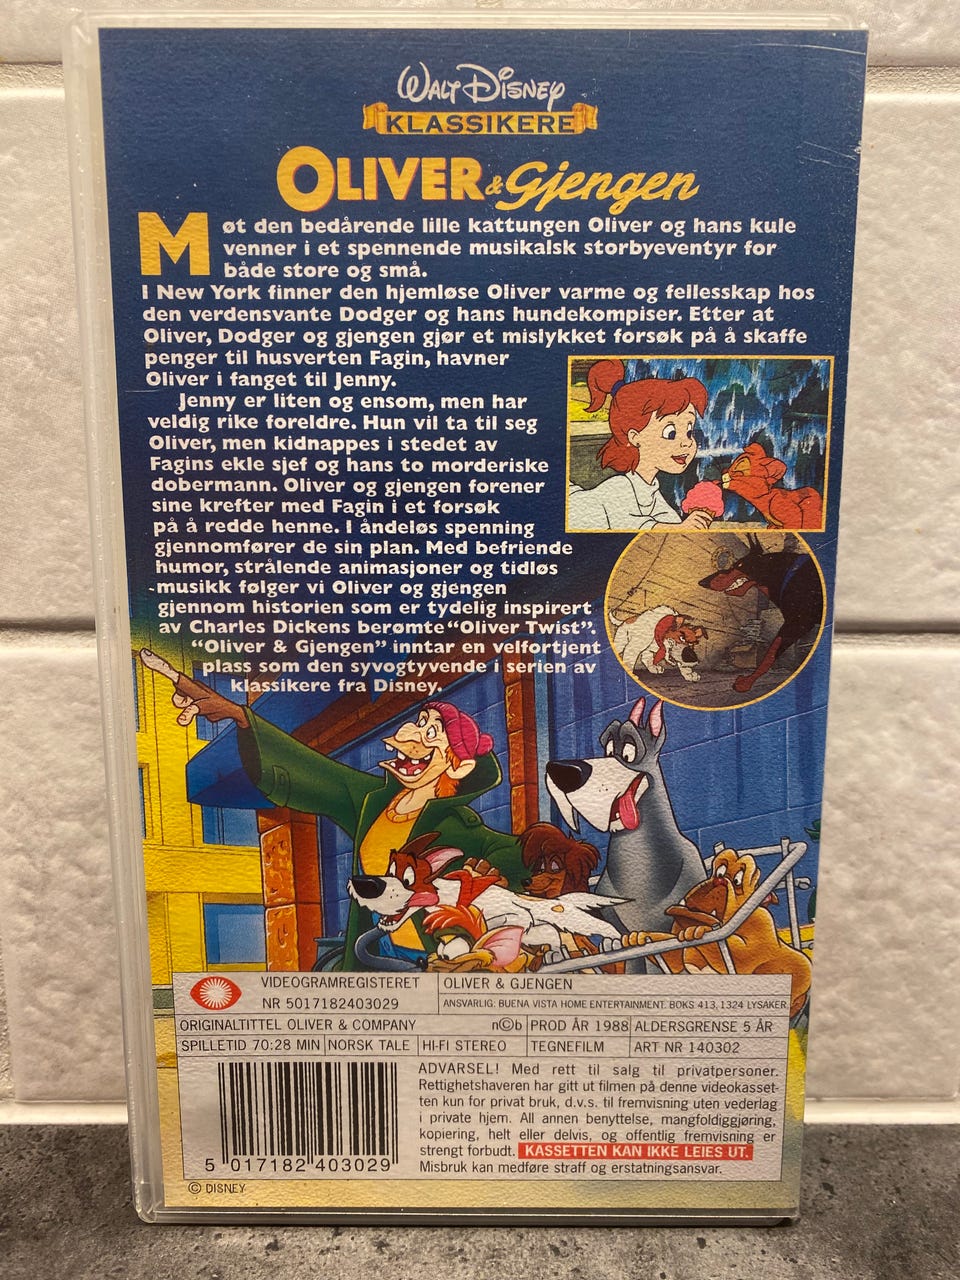 WALT DISNEY
KLASSIKERE
OLIVER & Gjengen
Møt den bedårende lille kattungen Oliver og hans kule
venner i et spennende musikalsk storbyeventyr for
både store og små.
I New York finner den hjemløse Oliver varme og fellesskap hos
den verdensvante Dodger og hans hundekompiser. Etter at
Oliver, Dodger og gjengen gjør et mislykket forsøk på å skaffe
penger til husverten Fagin, havner
Oliver i fanget til Jenny.
Jenny er liten og ensom, men har
veldig rike foreldre. Hun vil ta til seg
Oliver, men kidnappes i stedet av
Fagins ekle sjef og hans to morderiske
dobermann. Oliver og gjengen forener
sine krefter med Fagin i et forsøk
på å redde henne. I åndeløs spenning
gjennomfører de sin plan. Med befriende
humor, strålende animasjoner og tidløs
musikk følger vi Oliver og gjengen
gjennom historien som er tydelig inspirert
av Charles Dickens berømte "Oliver Twist".
"Oliver & Gjengen" inntar en velfortjent
plass som den syvogtyvende i serien av
klassikere fra Disney.
VIDEOGRAMREGISTERET
NR 5017182403029
OLIVER & GJENGEN
ANSVARLIG: BUENA VISTA HOME ENTERTAINMENT. BOKS 413, 1324 LYSAKER.
ORIGINALTITTEL OLIVER & COMPANY n©b PROD ÅR 1988 ALDERSGRENSE 5 ÅR
SPILLETID 70:28 MIN NORSK TALE HI-FI STEREO TEGNEFILM ART NR 140302
ADVARSEL! Med rett til salg til privatpersoner.
Rettighetshaveren har gitt ut filmen på denne videokasset-
ten kun for privat bruk, d.v.s. til fremvisning uten vederlag
i private hjem. All annen benyttelse, mangfoldiggjøring,
kopiering, helt eller delvis, og offentlig fremvisning er
strengt forbudt. KASSETTEN KAN IKKE LEIES UT.
Misbruk kan medføre straff og erstatningsansvar.
5 017182 403029
© DISNEY